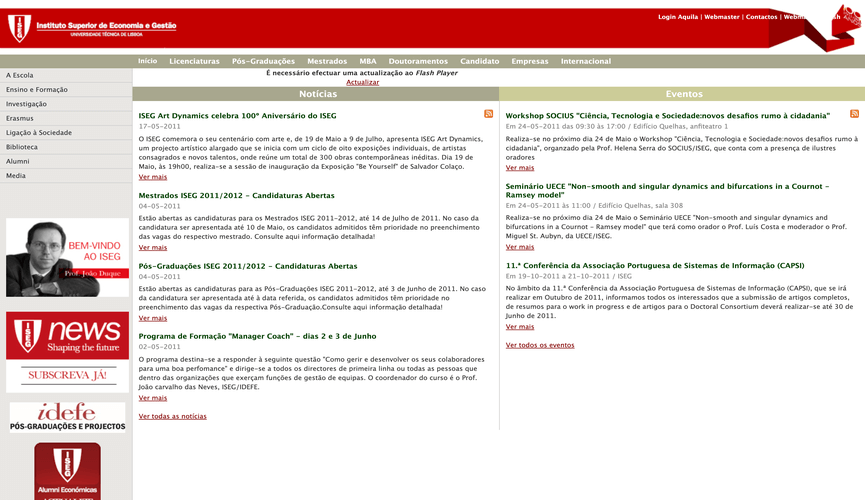 Login Aquila | Webmaster | Contactos |
ISEG
Instituto Superior de Economia e Gestão
UNIVERSIDADE TÉCNICA DE LISBOA
Início Licenciaturas Pós-Graduações Mestrados MBA Doutoramentos Candidato Empresas Internacional
A Escola
Ensino e Formação
Investigação
Erasmus
Ligação à Sociedade
Biblioteca
Alumni
Media
BEM-VINDO
AO ISEG
Prof. João Duque
ISEG
news
Shaping the future
SUBSCREVA JÁ!
idefe
PÓS-GRADUAÇÕES E PROJECTOS
ISEG
Alumni Económicas
É necessário efectuar uma actualização ao Flash Player
Actualizar
Notícias
ISEG Art Dynamics celebra 100º Aniversário do ISEG
17-05-2011
O ISEG comemora o seu centenário com arte e, de 19 de Maio a 9 de Julho, apresenta ISEG Art Dynamics,
um projecto artístico alargado que se inicia com um ciclo de oito exposições individuais, de artistas
consagrados e novos talentos, onde reúne um total de 300 obras contemporâneas inéditas. Dia 19 de
Maio, às 19h00, realiza-se a sessão de inauguração da Exposição "Be Yourself" de Salvador Colaço.
Ver mais
Mestrados ISEG 2011/2012 - Candidaturas Abertas
04-05-2011
Estão abertas as candidaturas para os Mestrados ISEG 2011-2012, até 14 de Julho de 2011. No caso da
candidatura ser apresentada até 10 de Maio, os candidatos admitidos têm prioridade no preenchimento
das vagas do respectivo mestrado. Consulte aqui informação detalhada!
Ver mais
Pós-Graduações ISEG 2011/2012 - Candidaturas Abertas
04-05-2011
Estão abertas as candidaturas para as Pós-Graduações ISEG 2011-2012, até 3 de Junho de 2011. No caso
da candidatura ser apresentada até à data referida, os candidatos admitidos têm prioridade no
preenchimento das vagas da respectiva Pós-Graduação.Consulte aqui informação detalhada!
Ver mais
Programa de Formação "Manager Coach" - dias 2 e 3 de Junho
02-05-2011
O programa destina-se a responder à seguinte questão "Como gerir e desenvolver os seus colaboradores
para uma boa perfomance" e dirige-se a todos os directores de primeira linha ou todas as pessoas que
dentro das organizações que exerçam funções de gestão de equipas. O coordenador do curso é o Prof.
João carvalho das Neves, ISEG/IDEFE.
Ver mais
Ver todas as notícias
Eventos
Workshop SOCIUS "Ciência, Tecnologia e Sociedade:novos desafios rumo à cidadania"
Em 24-05-2011 das 09:30 às 17:00 / Edifício Quelhas, anfiteatro 1
Realiza-se no próximo dia 24 de Maio o Workshop "Ciência, Tecnologia e Sociedade:novos desafios rumo à
cidadania", organzado pela Prof. Helena Serra do SOCIUS/ISEG, que conta com a presença de ilustres
oradores
Ver mais
Seminário UECE "Non-smooth and singular dynamics and bifurcations in a Cournot -
Ramsey model"
Em 24-05-2011 às 11:00 / Edifício Quelhas, sala 308
Realiza-se no próximo dia 24 de Maio o Seminário UECE "Non-smooth and singular dynamics and
bifurcations in a Cournot - Ramsey model" que terá como orador o Prof. Luís Costa e moderador o Prof.
Miguel St. Aubyn, da UECE/ISEG.
Ver mais
11.ª Conferência da Associação Portuguesa de Sistemas de Informação (CAPSI)
Em 19-10-2011 a 21-10-2011 / ISEG
No âmbito da 11.ª Conferência da Associação Portuguesa de Sistemas de Informação (CAPSI), que se irá
realizar em Outubro de 2011, informamos todos os interessados que a submissão de artigos completos,
de resumos para o work in progress e de artigos para o Doctoral Consortium deverá realizar-se até 30 de
Junho de 2011.
Ver mais
Ver todos os eventos